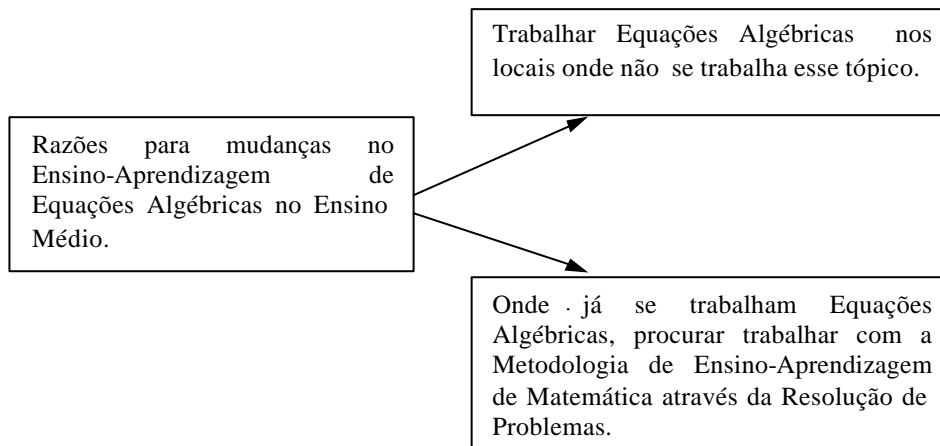 Trabalhar Equações Algébricas nos
locais onde não se trabalha esse tópico.
Razões para mudanças no
Ensino-Aprendizagem de
Equações Algébricas no Ensino
Médio.
Onde já se trabalham Equações
Algébricas, procurar trabalhar com a
Metodologia de Ensino-Aprendizagem
de Matemática através da Resolução de
Problemas.